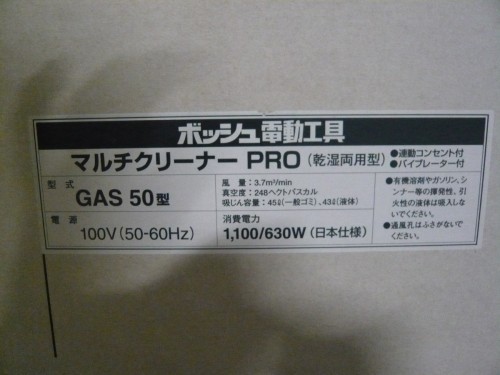 ボッシュ電動工具
マルチクリーナー PRO（乾湿両用型）
●連動コンセント付
●バイブレーター付
型式
GAS 50型
風量：3.7m³/min
真空度：248ヘクトパスカル
吸じん容量：45ℓ（一般ゴミ）、43ℓ（液体）
電源
100V（50-60Hz）
消費電力
1,100/630W（日本仕様）
●有機溶剤やガソリン、シ
ンナー等の揮発性、引
火性の液体は吸入しな
いでください。
●通風孔はふさがないで
ください。